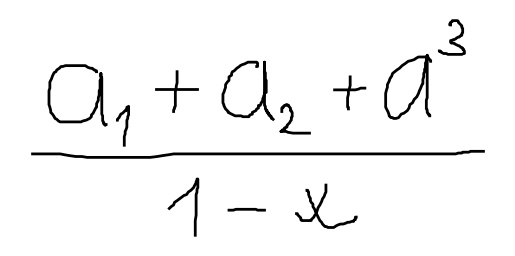 a₁ + a₂ + a³
1 − x